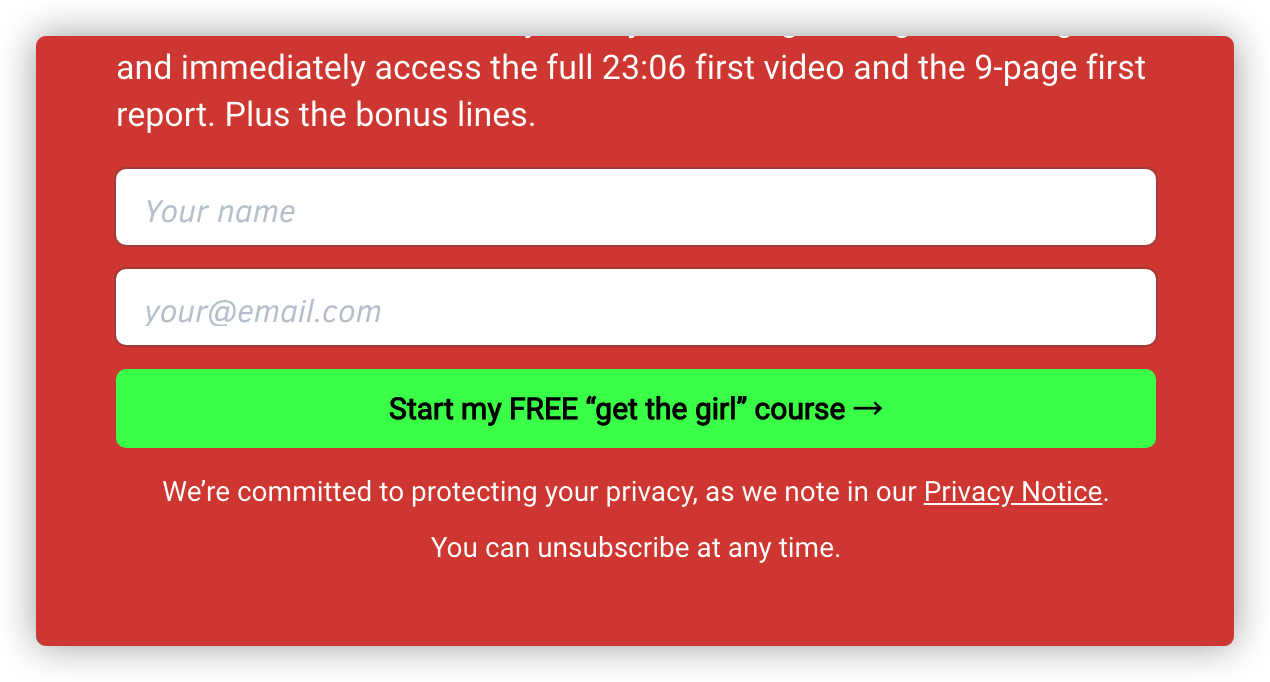 and immediately access the full 23:06 first video and the 9-page first
report. Plus the bonus lines.
Your name
your@email.com
Start my FREE “get the girl” course →
We’re committed to protecting your privacy, as we note in our Privacy Notice.
You can unsubscribe at any time.